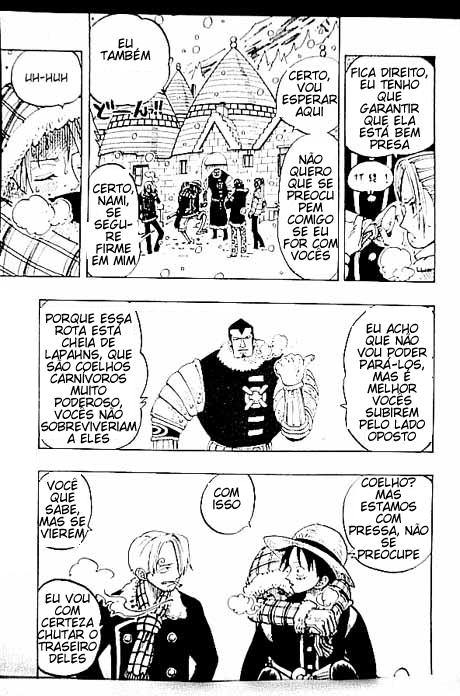 FICA DIREITO,
EU TENHO
QUE
GARANTIR
QUE ELA
ESTÁ BEM
PRESA
CERTO,
VOU
ESPERAR
AQUI
NÃO
QUERO
QUE SE
PREOCU
PEM
COMIGO
SE EU
FOR COM
VOCÊS
EU
TAMBÉM
CERTO,
NAMI,
SE
SEGU-
RE
FIRME
EM MIM
UH-HUH
EU ACHO
QUE NÃO
VOU PODER
PARÁ-LOS,
MAS É
MELHOR
VOCÊS
SUBIREM
PELO LADO
OPOSTO
PORQUE ESSA
ROTA ESTÁ
CHEIA DE
LAPAHNS, QUE
SÃO COELHOS
CARNÍVOROS
MUITO
PODEROSO,
VOCÊS NÃO
SOBREVIVERIAM
A ELES
COELHO?
MAS
ESTAMOS
COM
PRESSA, NÃO
SE
PREOCUPE
COM
ISSO
VOCÊ
QUE
SABE,
MAS SE
VIEREM
EU VOU
COM
CERTEZA
CHUTAR O
TRASEIRO
DELES